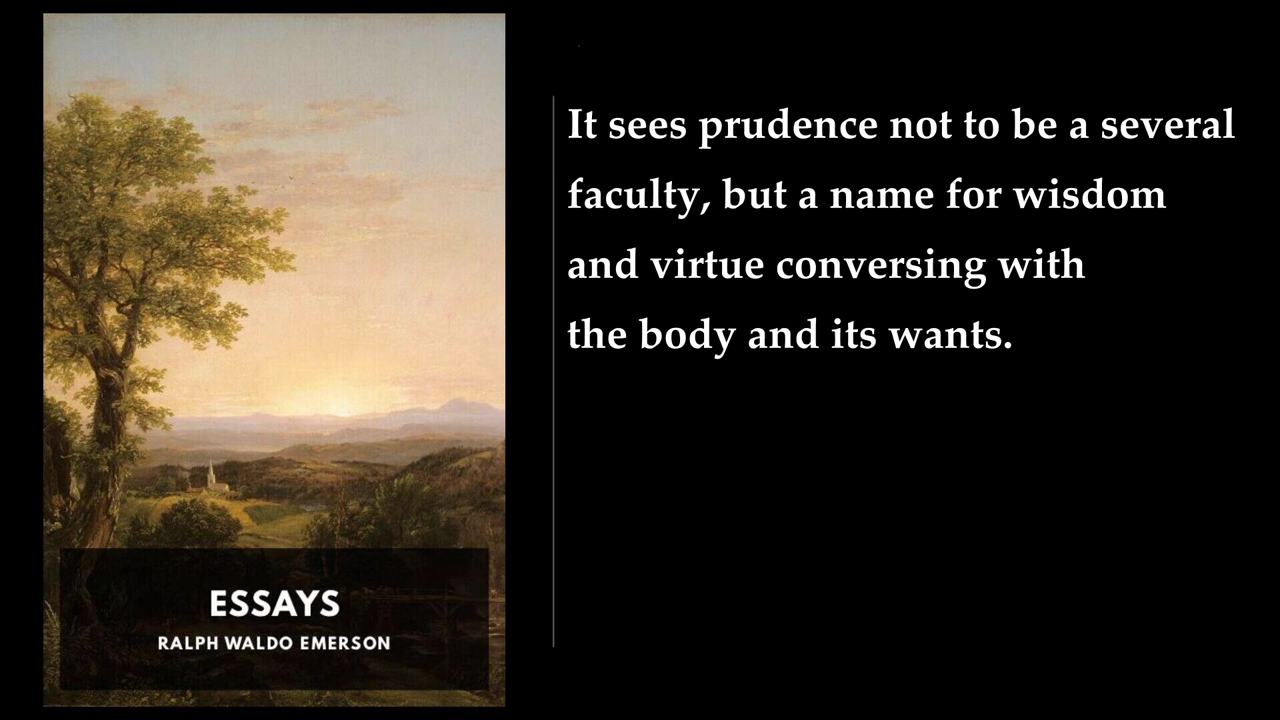 It sees prudence not to be a several
faculty, but a name for wisdom
and virtue conversing with
the body and its wants.
ESSAYS
RALPH WALDO EMERSON